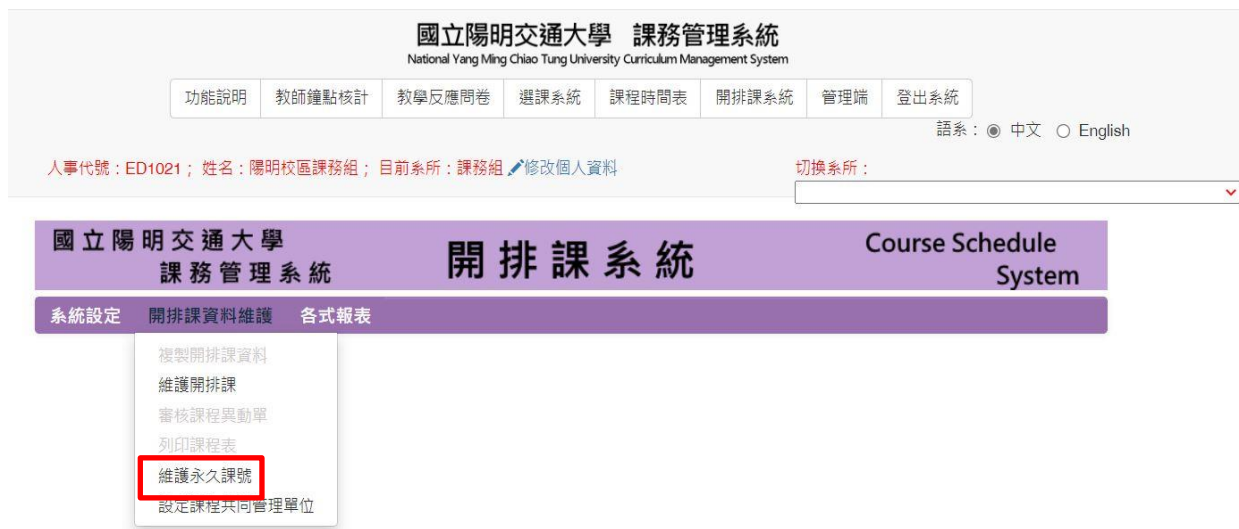 國立陽明交通大學 課務管理系統
National Yang Ming Chiao Tung University Curriculum Management System
功能說明 教師鐘點核計 教學反應問卷 選課系統 課程時間表 開排課系統 管理端 登出系統
語系： 中文 English
人事代號：ED1021； 姓名：陽明校區課務組； 目前系所：課務組 修改個人資料 切換系所：
國立陽明交通大學
課務管理系統
開排課系統
Course Schedule
System
系統設定 開排課資料維護 各式報表
複製開排課資料
維護開排課
審核課程異動單
列印課程表
維護永久課號
設定課程共同管理單位